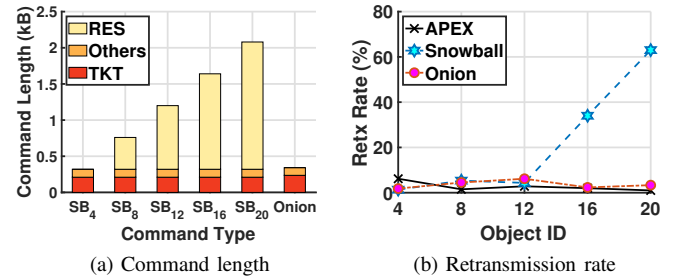 Command Length (kB)
2.5
2
1.5
1
0.5
0
RES
Others
TKT
SB4 SB8 SB12 SB16 SB20 Onion
Command Type
(a) Command length
Retx Rate (%)
80
60
40
20
0
APEX
Snowball
Onion
4 8 12 16 20
Object ID
(b) Retransmission rate